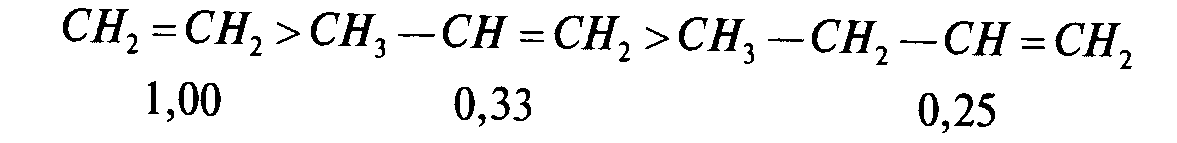 CH₂=CH₂ > CH₃—CH=CH₂ > CH₃—CH₂—CH=CH₂
1,00 0,33 0,25